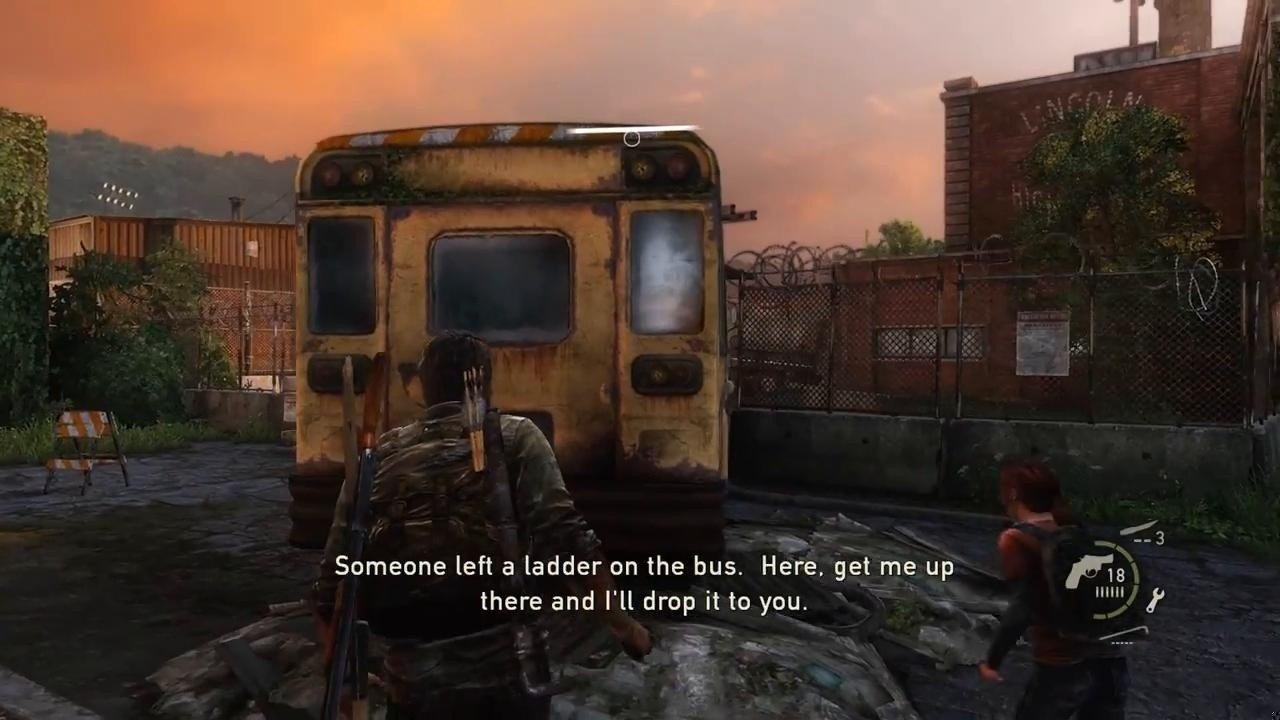 LINCOLN
Someone left a ladder on the bus. Here, get me up
there and I'll drop it to you.
3
18